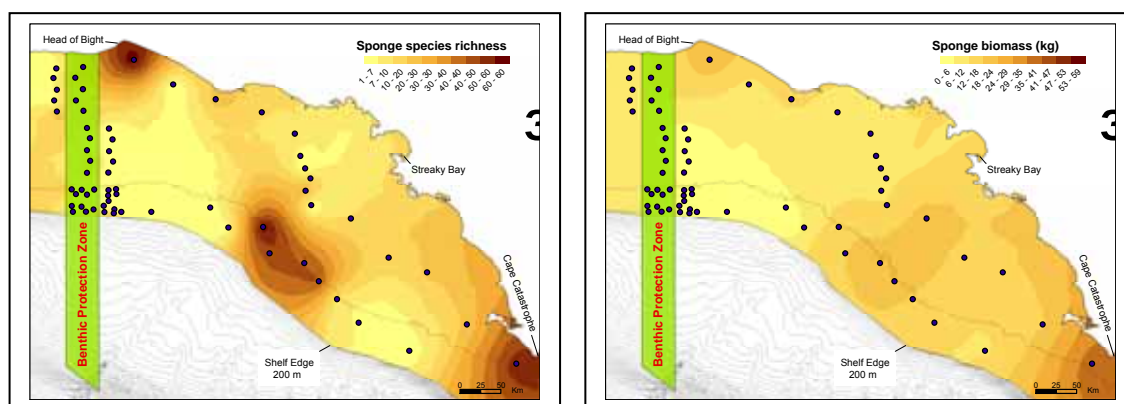 Head of Bight
Sponge species richness
1 - 7
7 - 10
10 - 20
20 - 30
30 - 40
40 - 50
50 - 60
60 - 60
3
Streaky Bay
Benthic Protection Zone
Cape Catastrophe
Shelf Edge
200 m
0 25 50
Km
Head of Bight
Sponge biomass (kg)
0 - 6
6 - 12
12 - 18
18 - 24
24 - 29
29 - 35
35 - 41
41 - 47
47 - 53
53 - 59
3
Streaky Bay
Benthic Protection Zone
Cape Catastrophe
Shelf Edge
200 m
0 25 50
Km